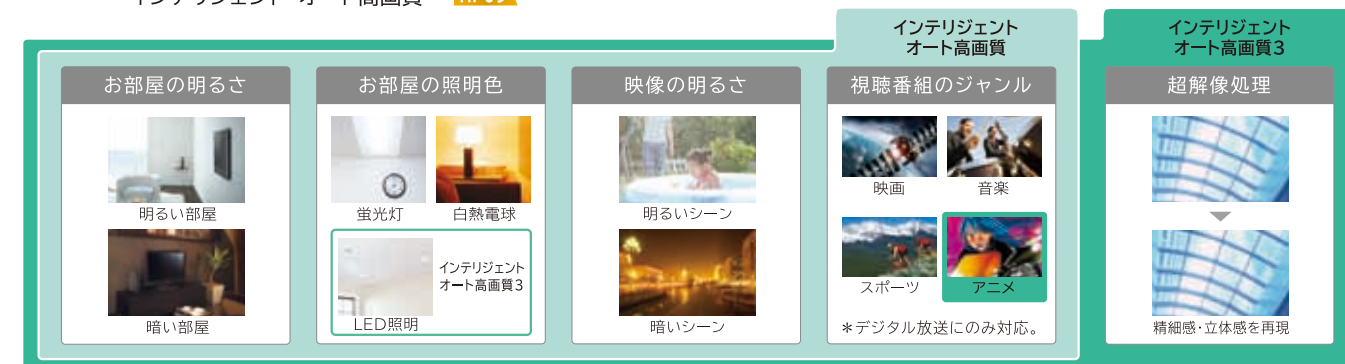 インテリジェント
オート高画質
インテリジェント
オート高画質3
お部屋の明るさ
明るい部屋
暗い部屋
お部屋の照明色
蛍光灯
白熱電球
インテリジェント
オート高画質3
LED照明
映像の明るさ
明るいシーン
暗いシーン
視聴番組のジャンル
映画
音楽
スポーツ
アニメ
＊デジタル放送にのみ対応。
超解像処理
精細感・立体感を再現